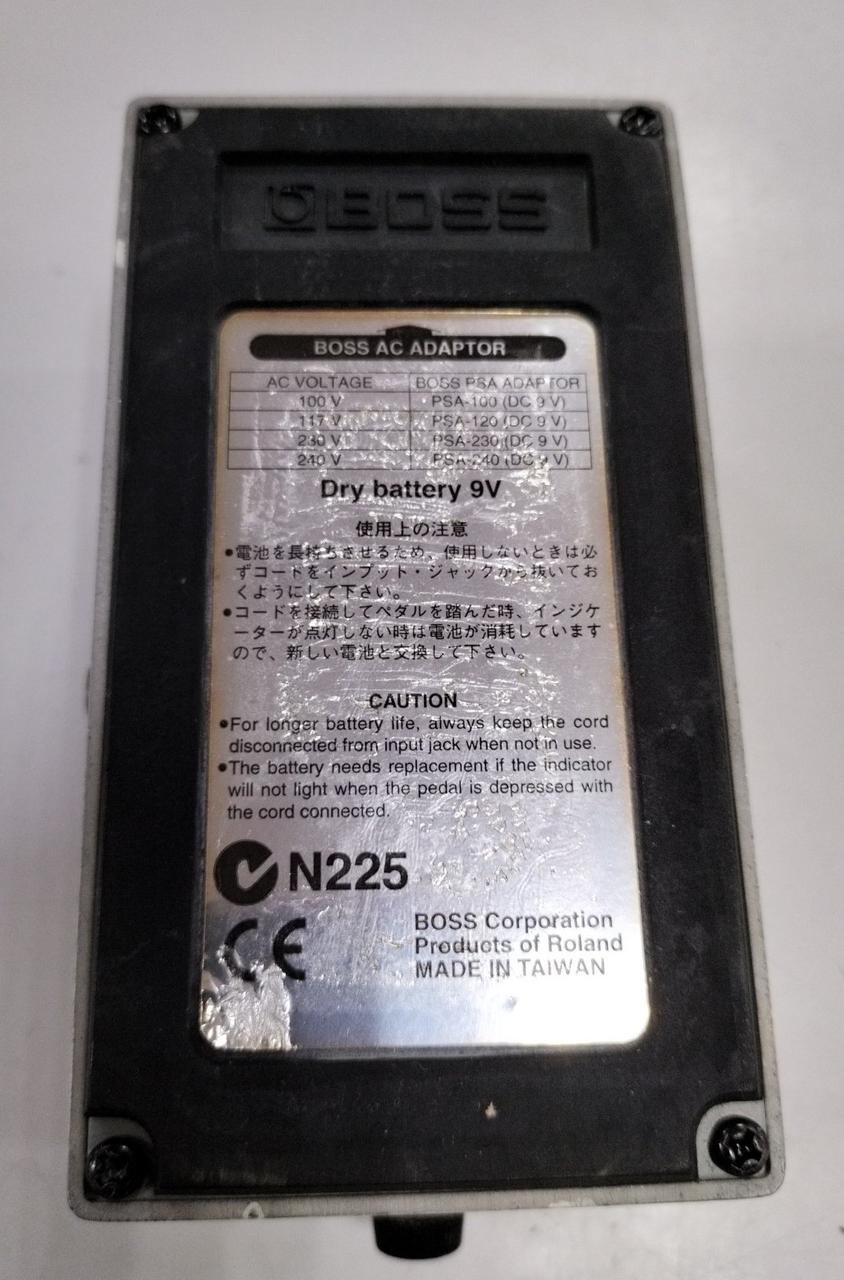 BOSS
BOSS AC ADAPTOR
AC VOLTAGE BOSS PSA ADAPTOR
100 V PSA-100 (DC 9 V)
117 V PSA-120 (DC 9 V)
230 V PSA-230 (DC 9 V)
240 V PSA-240 (DC 9 V)
Dry battery 9V
使用上の注意
●電池を長持ちさせるため、使用しないときは必
ずコードをインプット・ジャックから抜いてお
くようにして下さい。
●コードを接続してペダルを踏んだ時、インジケ
ーターが点灯しない時は電池が消耗しています
ので、新しい電池と交換して下さい。
CAUTION
●For longer battery life, always keep the cord
disconnected from input jack when not in use.
●The battery needs replacement if the indicator
will not light when the pedal is depressed with
the cord connected.
N225
CE
BOSS Corporation
Products of Roland
MADE IN TAIWAN